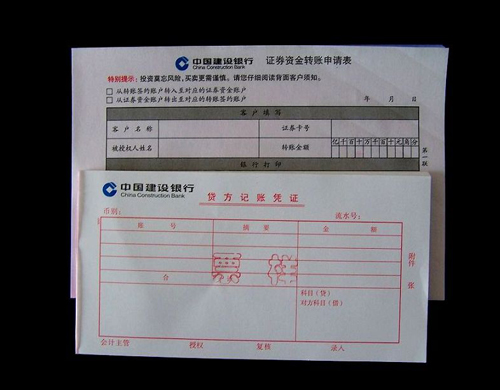 中国建设银行 证券资金转账申请表
China Construction Bank
特别提示：投资莫忘风险，买卖更需谨慎。请您仔细阅读背面客户须知。
□ 从转账签约账户转入至对应的证券资金账户
□ 从证券资金账户转出至对应的转账签约账户 年 月 日
客户填写
客户名称 证券卡号
被授权人姓名 转账金额 亿千百十万千百十元角分
第一联
银行打印
中国建设银行 贷方记账凭证
China Construction Bank
币别： 流水号：
账号 摘要 金额
票样
合
附件 张
科目（贷）
对方科目（借）
会计主管 授权 复核 录入